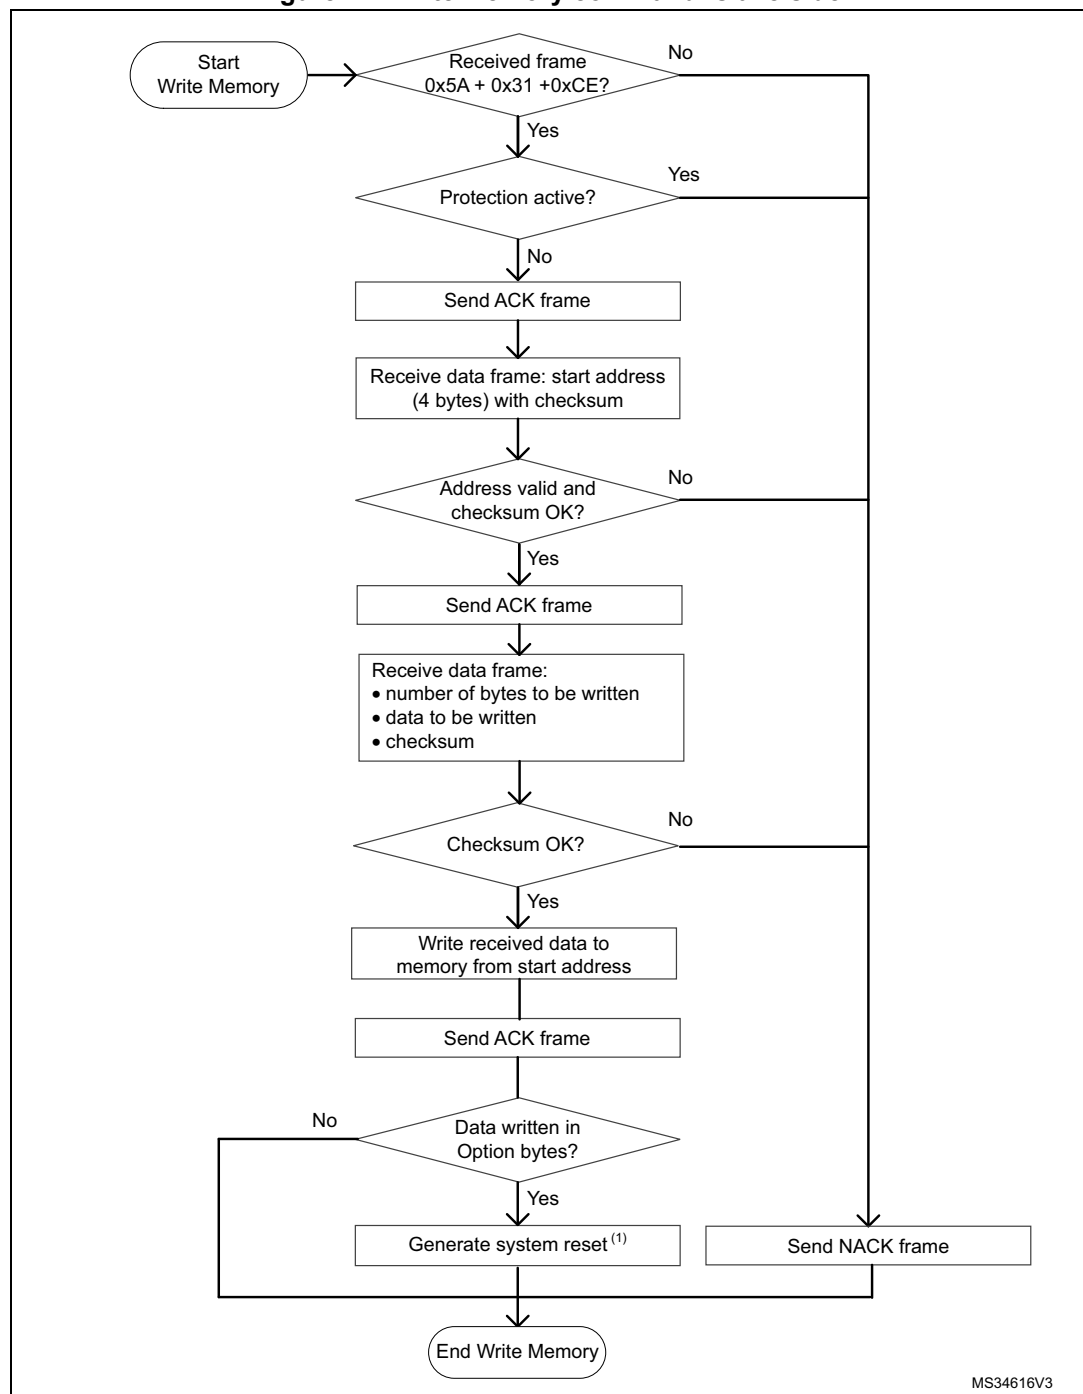 Start
Write Memory
Received frame
0x5A + 0x31 +0xCE?
No
Yes
Protection active?
Yes
No
Send ACK frame
Receive data frame: start address
(4 bytes) with checksum
Address valid and
checksum OK?
No
Yes
Send ACK frame
Receive data frame:
• number of bytes to be written
• data to be written
• checksum
Checksum OK?
No
Yes
Write received data to
memory from start address
Send ACK frame
No
Data written in
Option bytes?
Yes
Generate system reset (1)
Send NACK frame
End Write Memory
MS34616V3